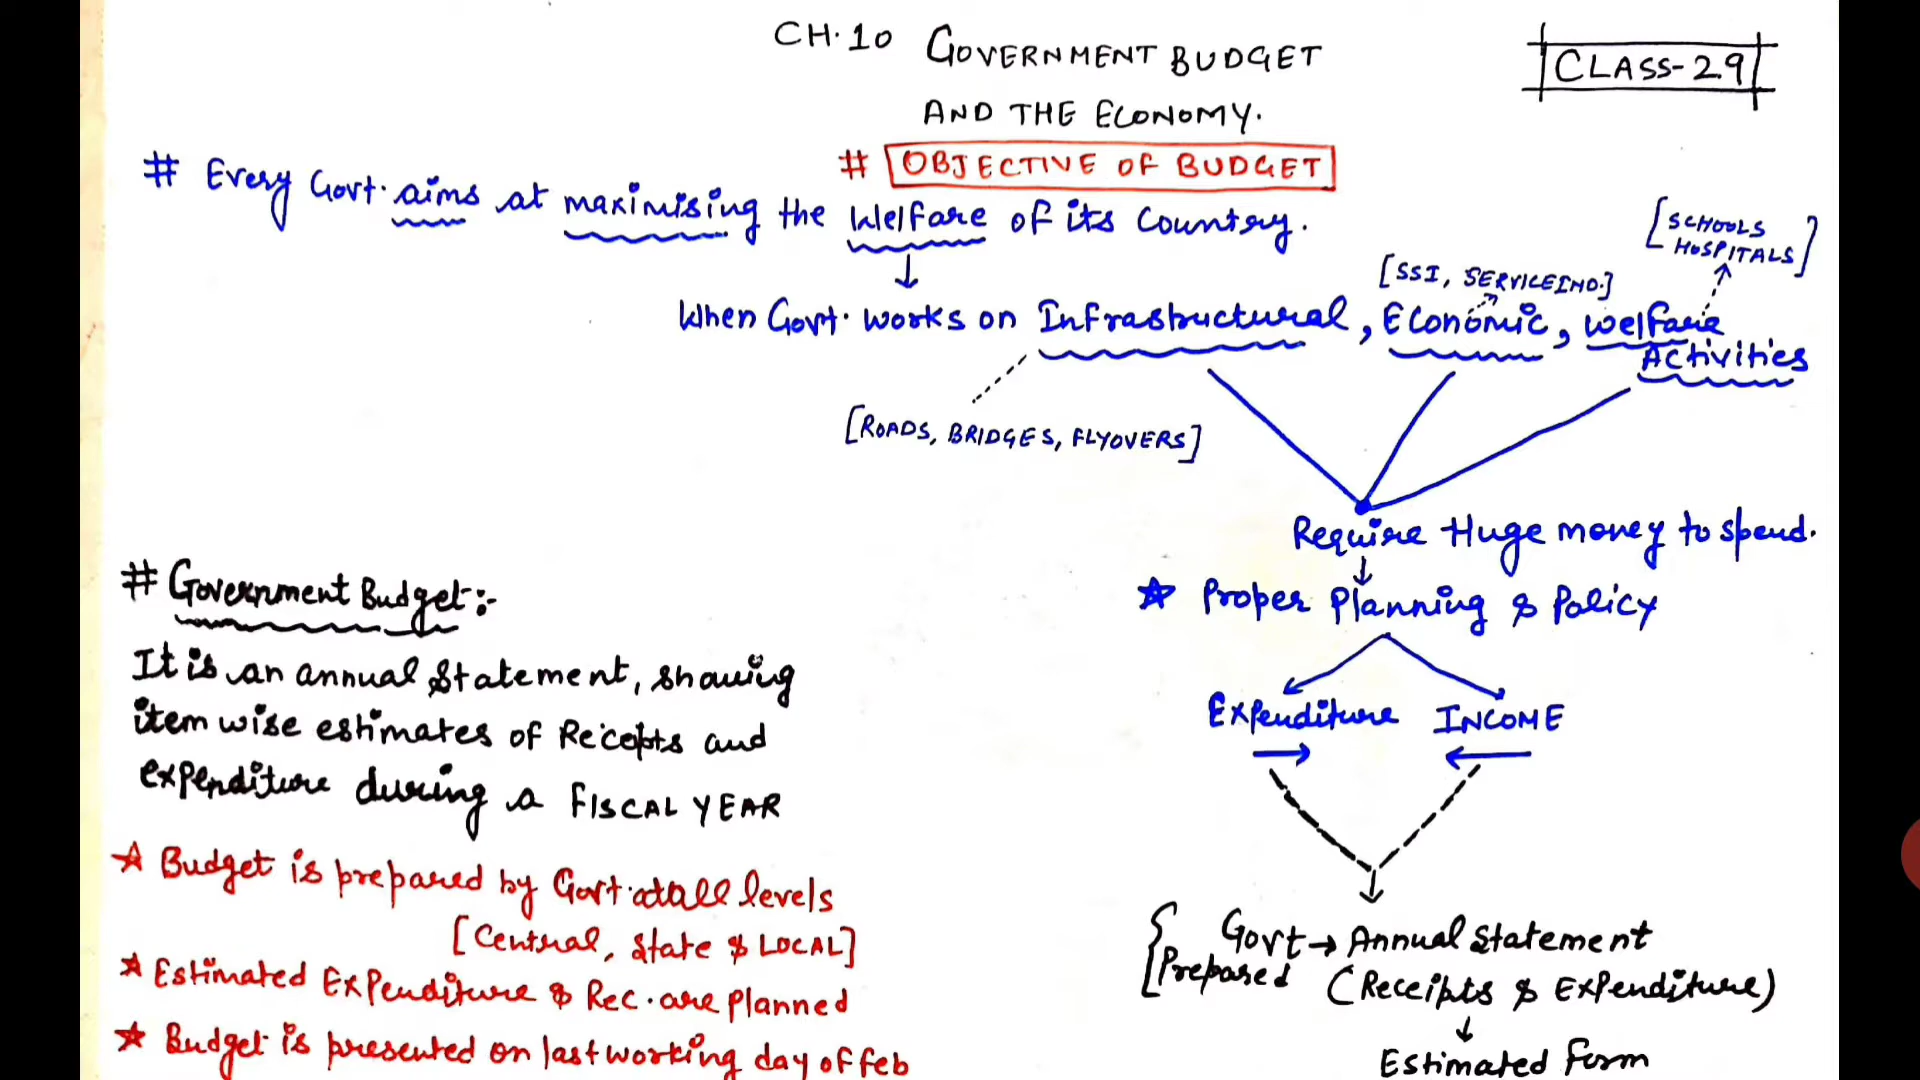 CH.10 GOVERNMENT BUDGET
AND THE ECONOMY.
CLASS-29
# OBJECTIVE OF BUDGET
# Every Govt. aims at maximising the Welfare of its Country.
[SCHOOLS
HOSPITALS]
[SSI, SERVICE IND.]
When Govt. works on Infrastructural, Economic, welfare
Activities
[ROADS, BRIDGES, FLYOVERS]
Require Huge money to spend.
☆ Proper Planning & Policy
Expenditure INCOME
Govt → Annual Statement
Prepared (Receipts & Expenditure)
Estimated Form
# Government Budget:-
It is an annual Statement, showing
item wise estimates of Receipts and
expenditure during a FISCAL YEAR
☆ Budget is prepared by Govt. at all levels
[Central, State & LOCAL]
☆ Estimated Expenditure & Rec. are planned
☆ Budget is presented on last working day of feb